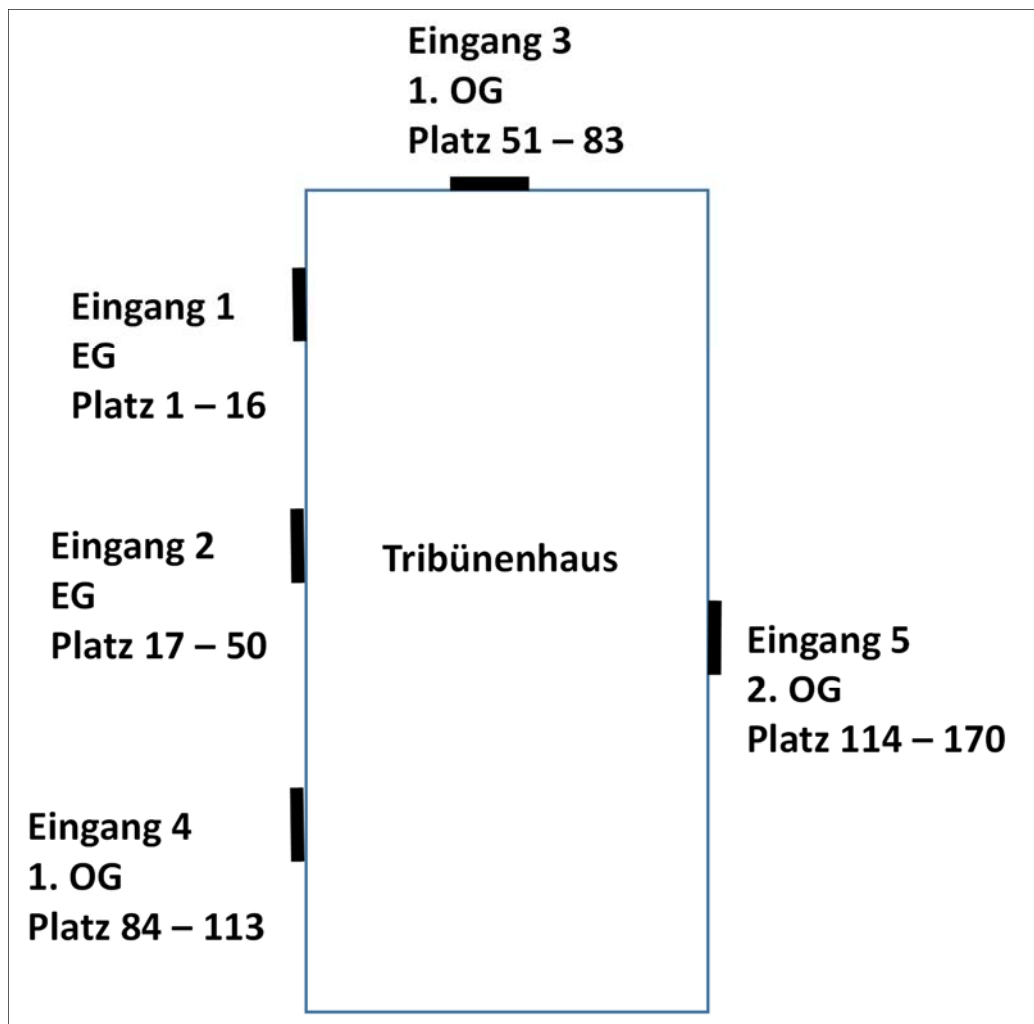 Eingang 3
1. OG
Platz 51 – 83
Eingang 1
EG
Platz 1 – 16
Eingang 2
EG
Platz 17 – 50
Tribünenhaus
Eingang 5
2. OG
Platz 114 – 170
Eingang 4
1. OG
Platz 84 – 113